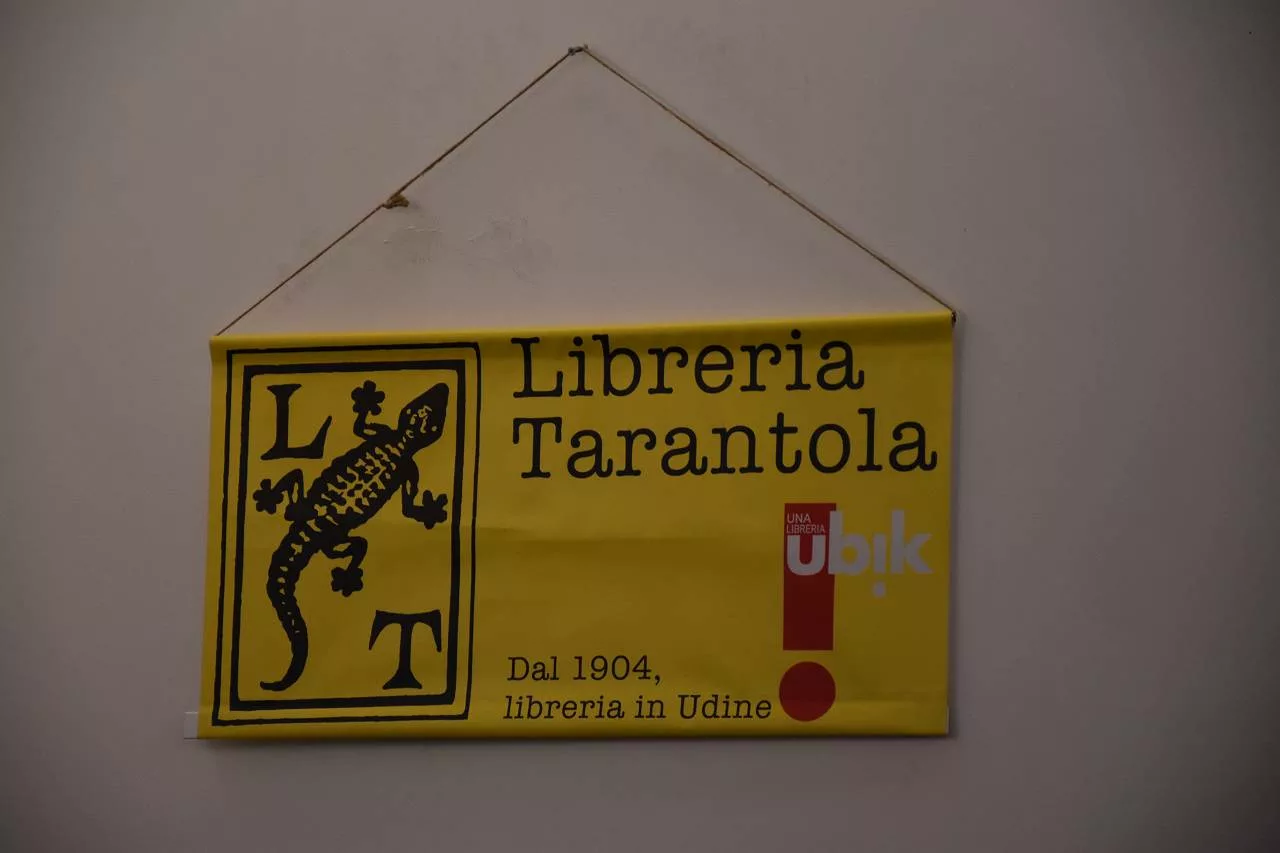 L
T
Libreria
Tarantola
UNA
LIBRERIA
ubik
Dal 1904,
libreria in Udine